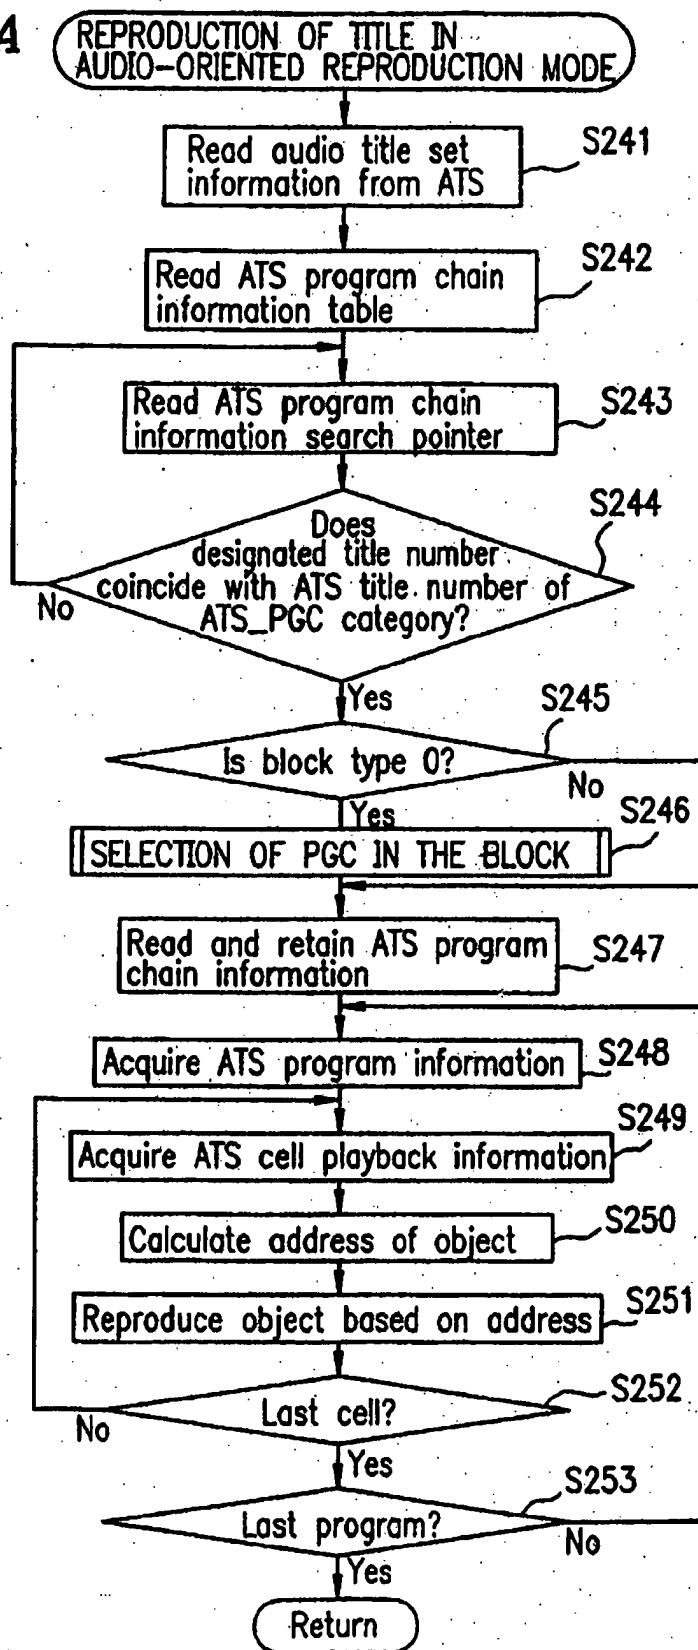 4
REPRODUCTION OF TITLE IN
AUDIO-ORIENTED REPRODUCTION MODE
Read audio title set
information from ATS
S241
Read ATS program chain
information table
S242
Read ATS program chain
information search pointer
S243
Does
designated title number
coincide with ATS title number of
ATS_PGC category?
S244
No
Yes
Is block type 0?
S245
No
Yes
SELECTION OF PGC IN THE BLOCK
S246
Read and retain ATS program
chain information
S247
Acquire ATS program information
S248
Acquire ATS cell playback information
S249
Calculate address of object
S250
Reproduce object based on address
S251
Last cell?
S252
No
Yes
Last program?
S253
No
Yes
Return